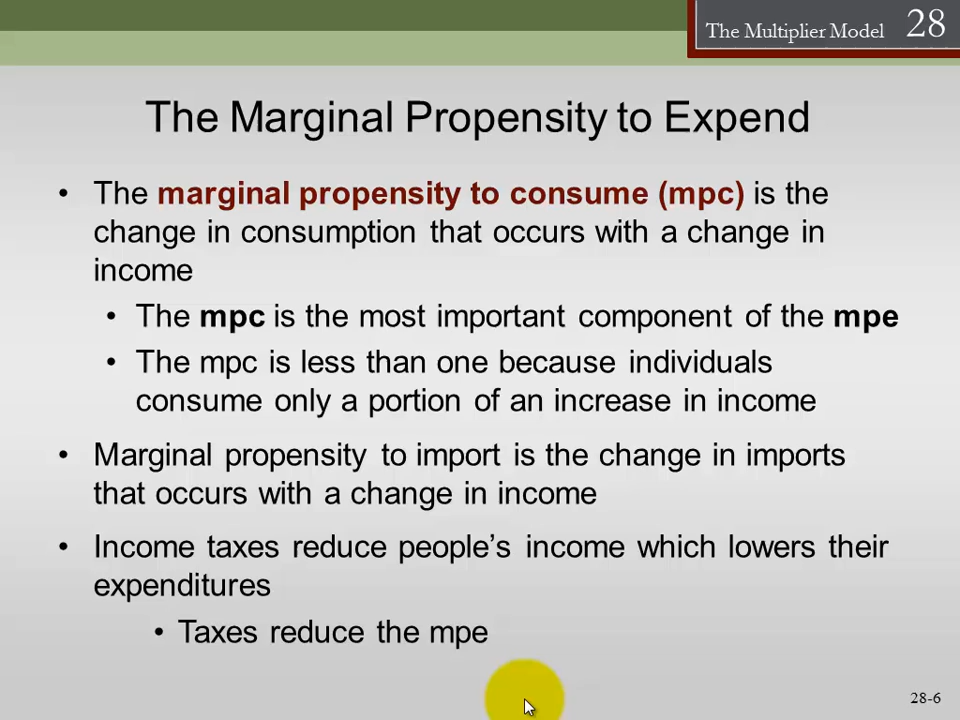 The Multiplier Model 28
The Marginal Propensity to Expend
• The marginal propensity to consume (mpc) is the
change in consumption that occurs with a change in
income
• The mpc is the most important component of the mpe
• The mpc is less than one because individuals
consume only a portion of an increase in income
• Marginal propensity to import is the change in imports
that occurs with a change in income
• Income taxes reduce people’s income which lowers their
expenditures
• Taxes reduce the mpe
28-6